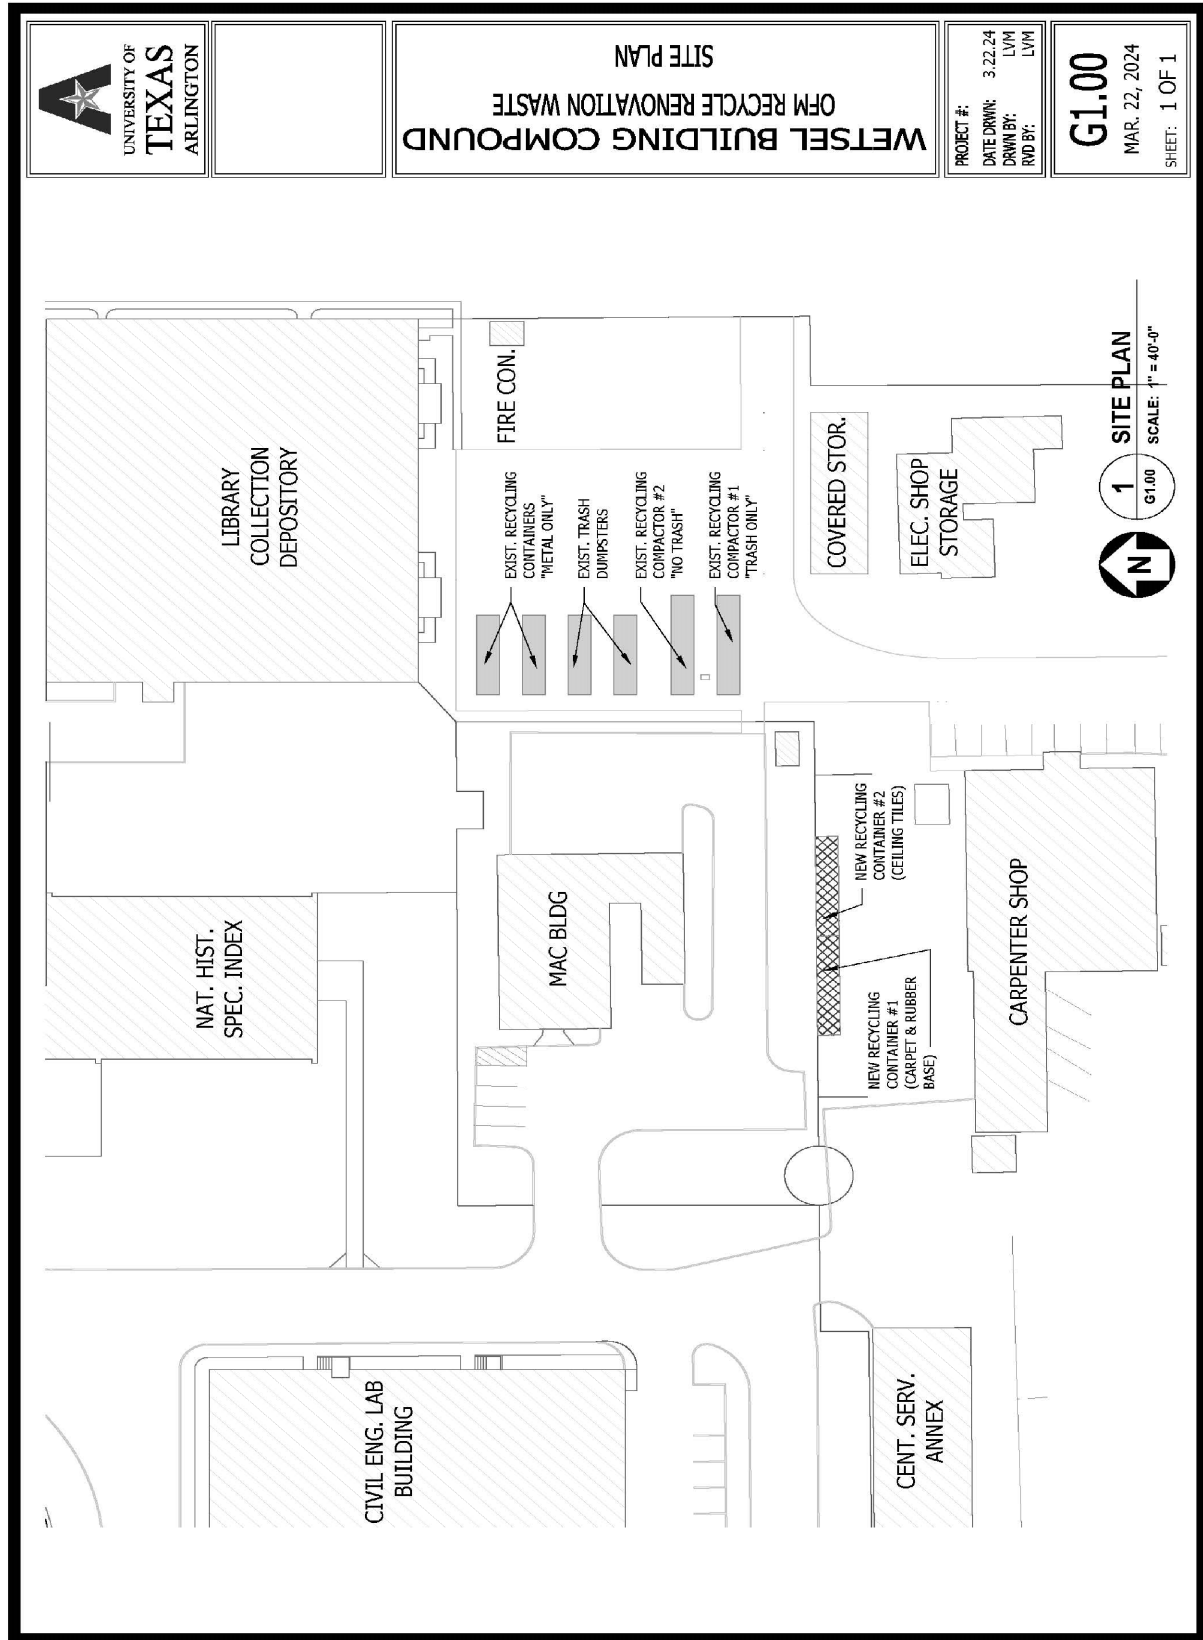 UNIVERSITY OF
TEXAS
ARLINGTON
WETSEL BUILDING COMPOUND
OFM RECYCLE RENOVATION WASTE
SITE PLAN
PROJECT #:
DATE DRWN: 3.22.24
DRWN BY: LVM
RVD BY: LVM
G1.00
MAR. 22, 2024
SHEET: 1 OF 1
LIBRARY
COLLECTION
DEPOSITORY
FIRE CON.
EXIST. RECYCLING
CONTAINERS
"METAL ONLY"
EXIST. TRASH
DUMPSTERS
EXIST. RECYCLING
COMPACTOR #2
"NO TRASH"
EXIST. RECYCLING
COMPACTOR #1
"TRASH ONLY"
COVERED STOR.
ELEC. SHOP
STORAGE
NAT. HIST.
SPEC. INDEX
MAC BLDG
NEW RECYCLING
CONTAINER #2
(CEILING TILES)
NEW RECYCLING
CONTAINER #1
(CARPET & RUBBER
BASE)
CARPENTER SHOP
CIVIL ENG. LAB
BUILDING
CENT. SERV.
ANNEX
N
1
G1.00
SITE PLAN
SCALE: 1" = 40'-0"